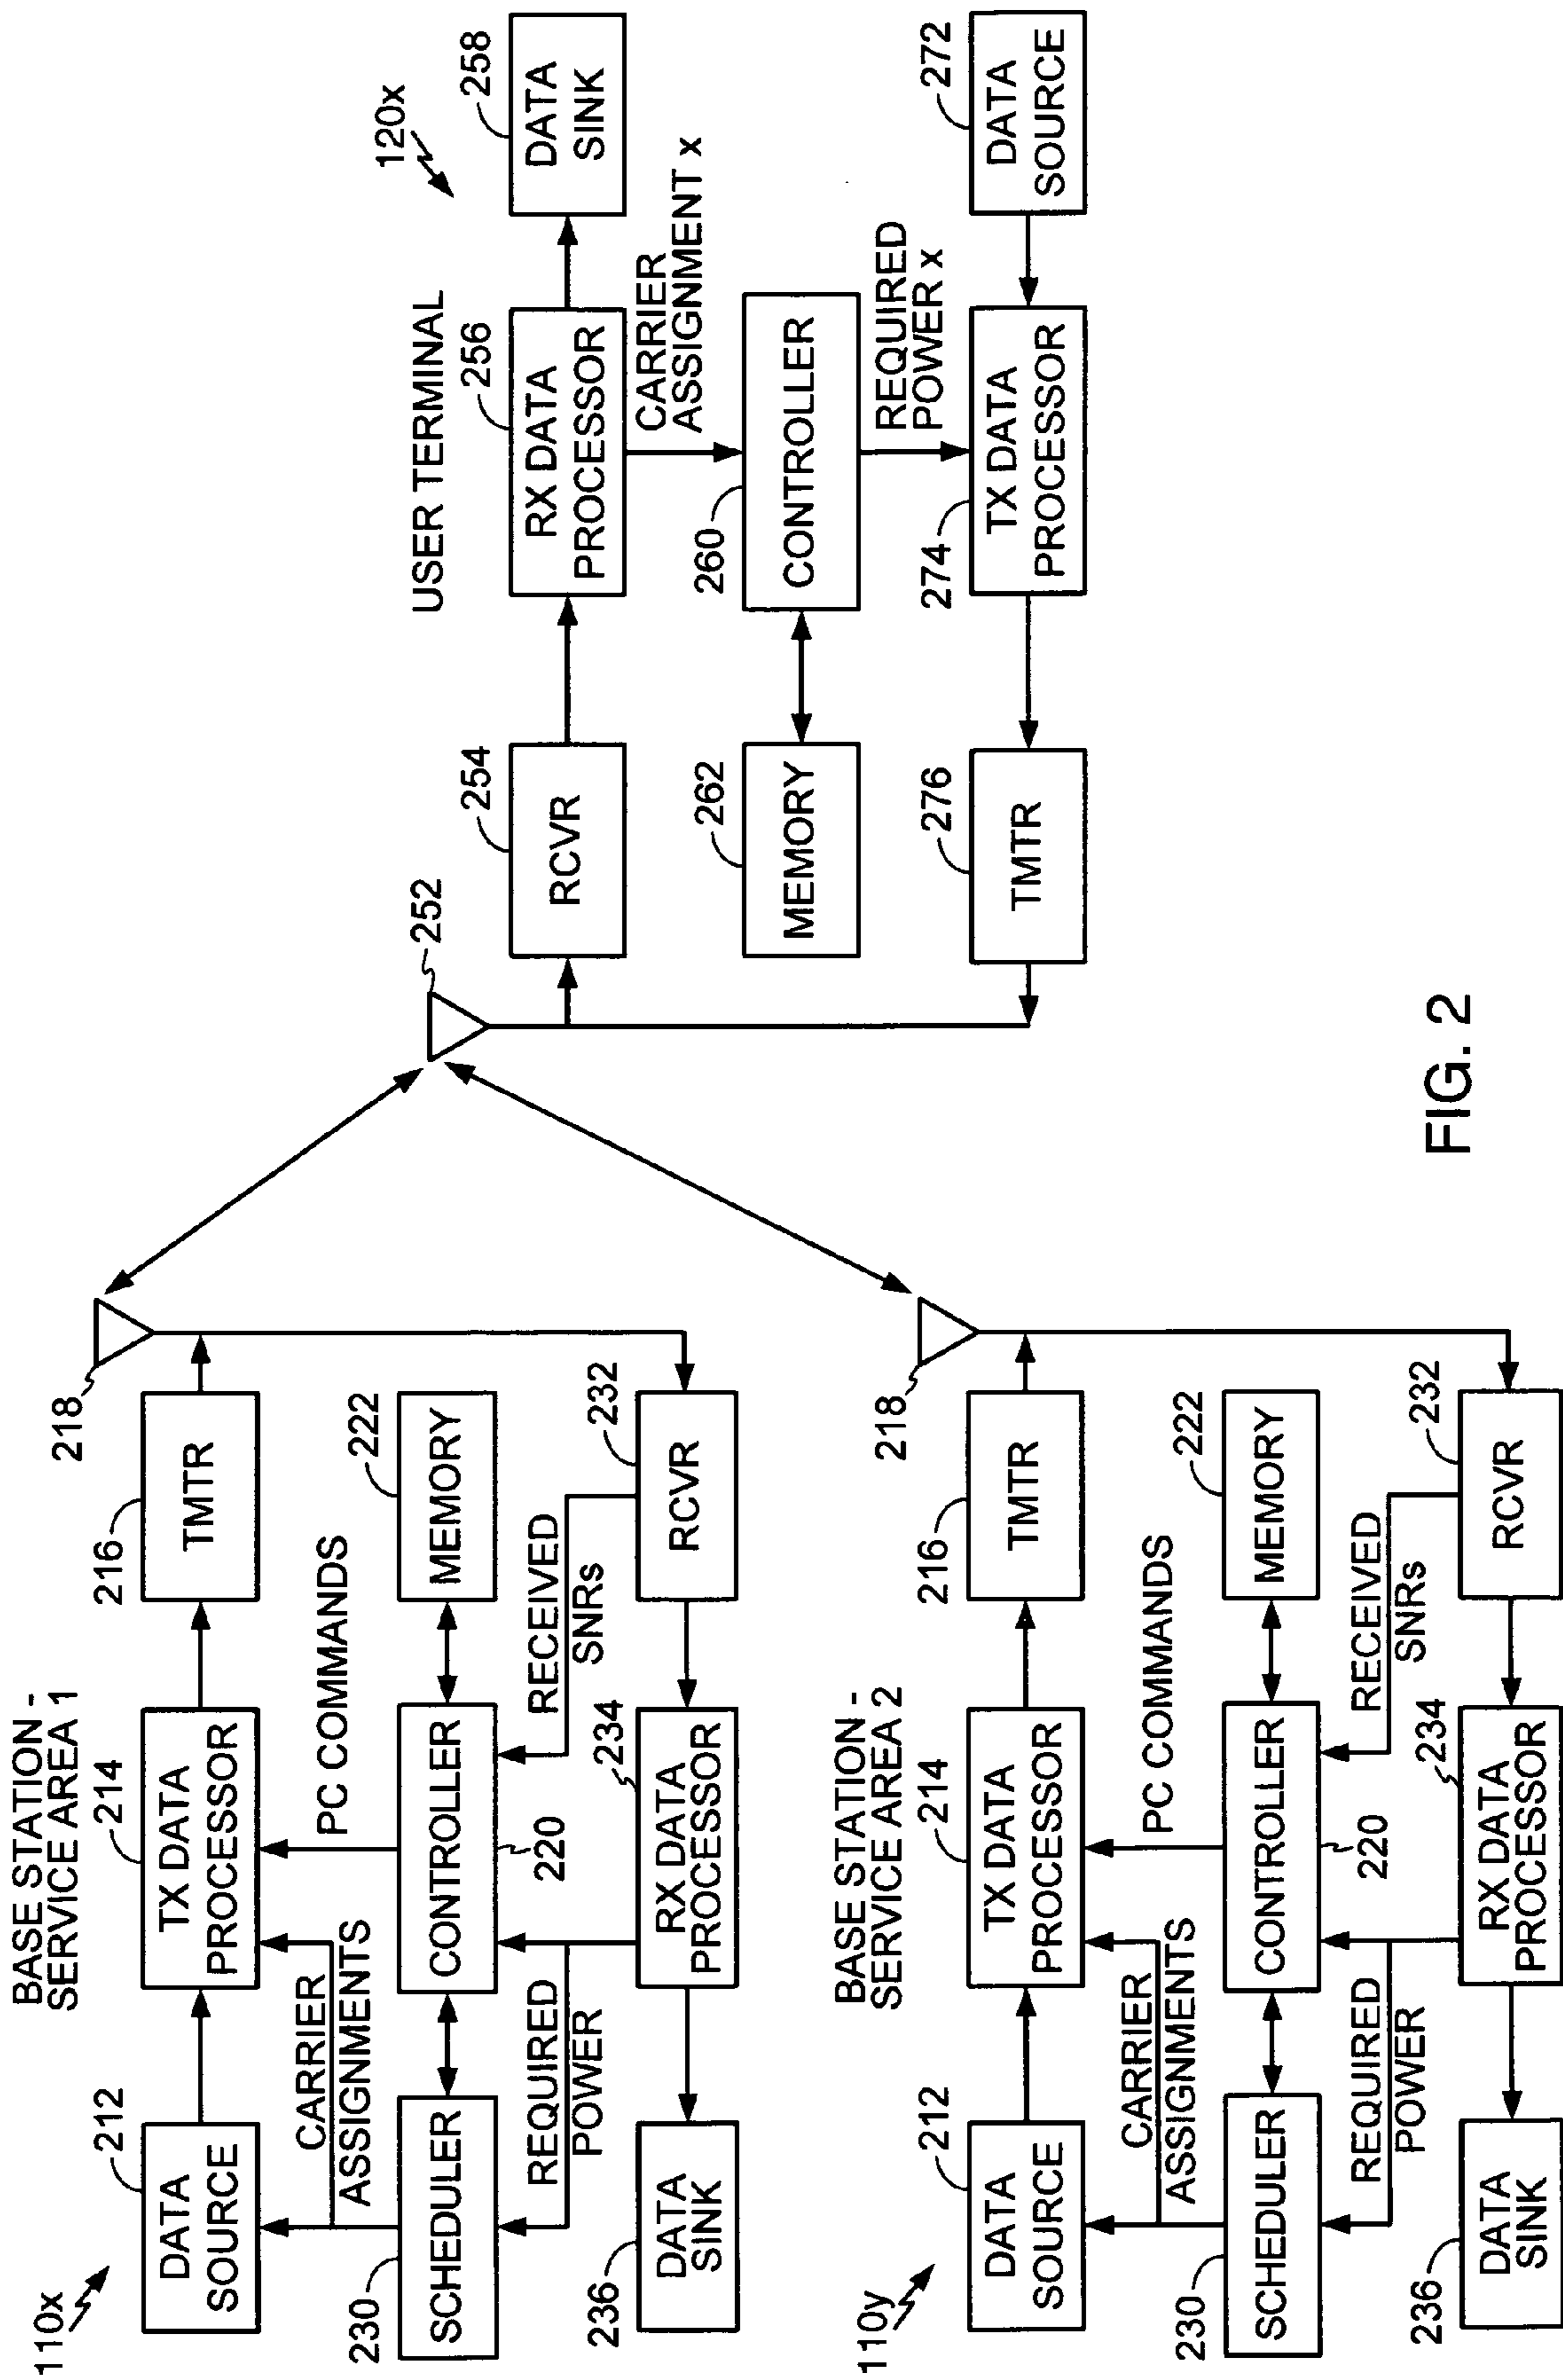 110x
BASE STATION -
SERVICE AREA 1
212
DATA
SOURCE
214
TX DATA
PROCESSOR
216
TMTR
218
CARRIER
ASSIGNMENTS
PC COMMANDS
230
SCHEDULER
CONTROLLER
220
222
MEMORY
REQUIRED
POWER
RECEIVED
SNRs
236
DATA
SINK
234
RX DATA
PROCESSOR
232
RCVR
110y
BASE STATION -
SERVICE AREA 2
212
DATA
SOURCE
214
TX DATA
PROCESSOR
216
TMTR
218
CARRIER
ASSIGNMENTS
PC COMMANDS
230
SCHEDULER
CONTROLLER
220
222
MEMORY
REQUIRED
POWER
RECEIVED
SNRs
236
DATA
SINK
234
RX DATA
PROCESSOR
232
RCVR
120x
USER TERMINAL
252
254
RCVR
256
RX DATA
PROCESSOR
258
DATA
SINK
CARRIER
ASSIGNMENT x
262
MEMORY
260
CONTROLLER
REQUIRED
POWER x
276
TMTR
274
TX DATA
PROCESSOR
272
DATA
SOURCE
FIG. 2